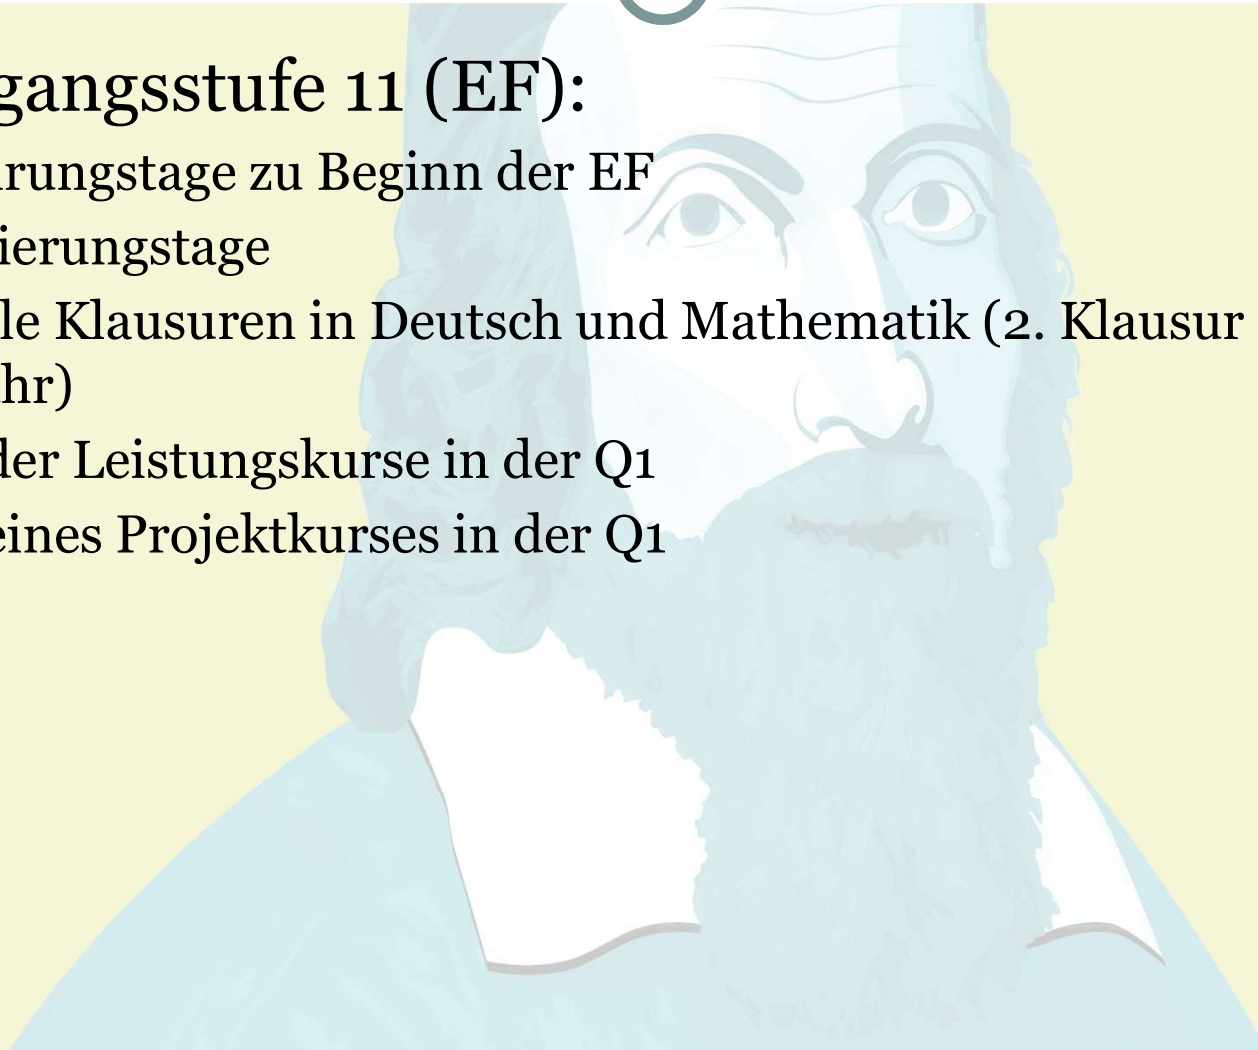 gangsstufe 11 (EF):
rungstage zu Beginn der EF
ierungstage
le Klausuren in Deutsch und Mathematik (2. Klausur
hr)
der Leistungskurse in der Q1
eines Projektkurses in der Q1